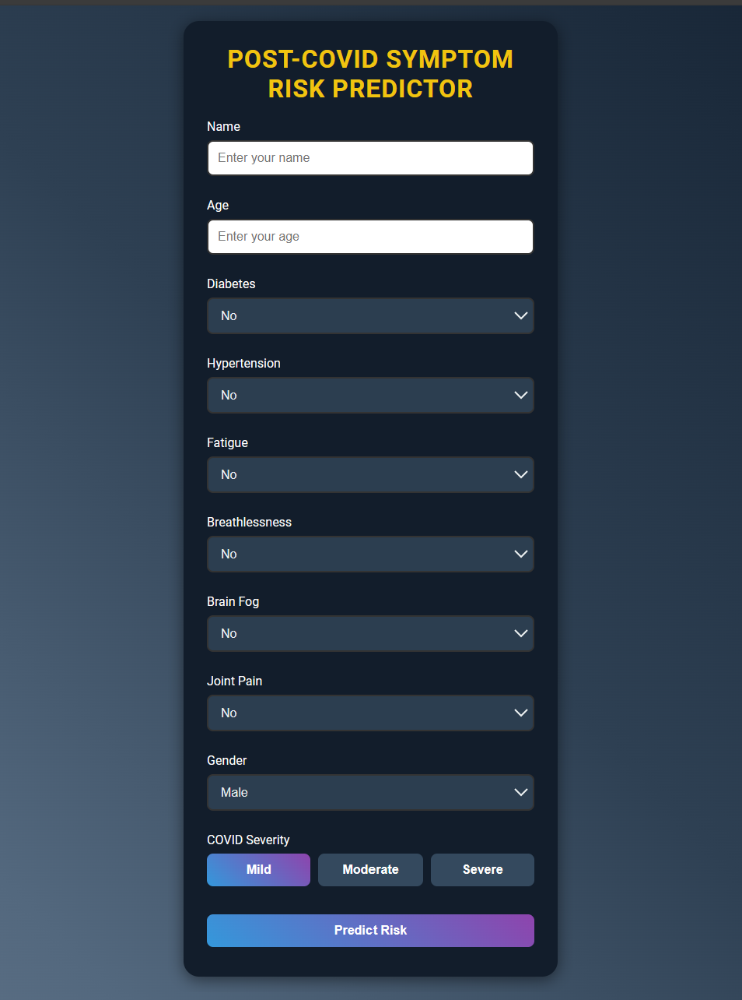 POST-COVID SYMPTOM
RISK PREDICTOR
Name
Enter your name
Age
Enter your age
Diabetes
No
Hypertension
No
Fatigue
No
Breathlessness
No
Brain Fog
No
Joint Pain
No
Gender
Male
COVID Severity
Mild Moderate Severe
Predict Risk